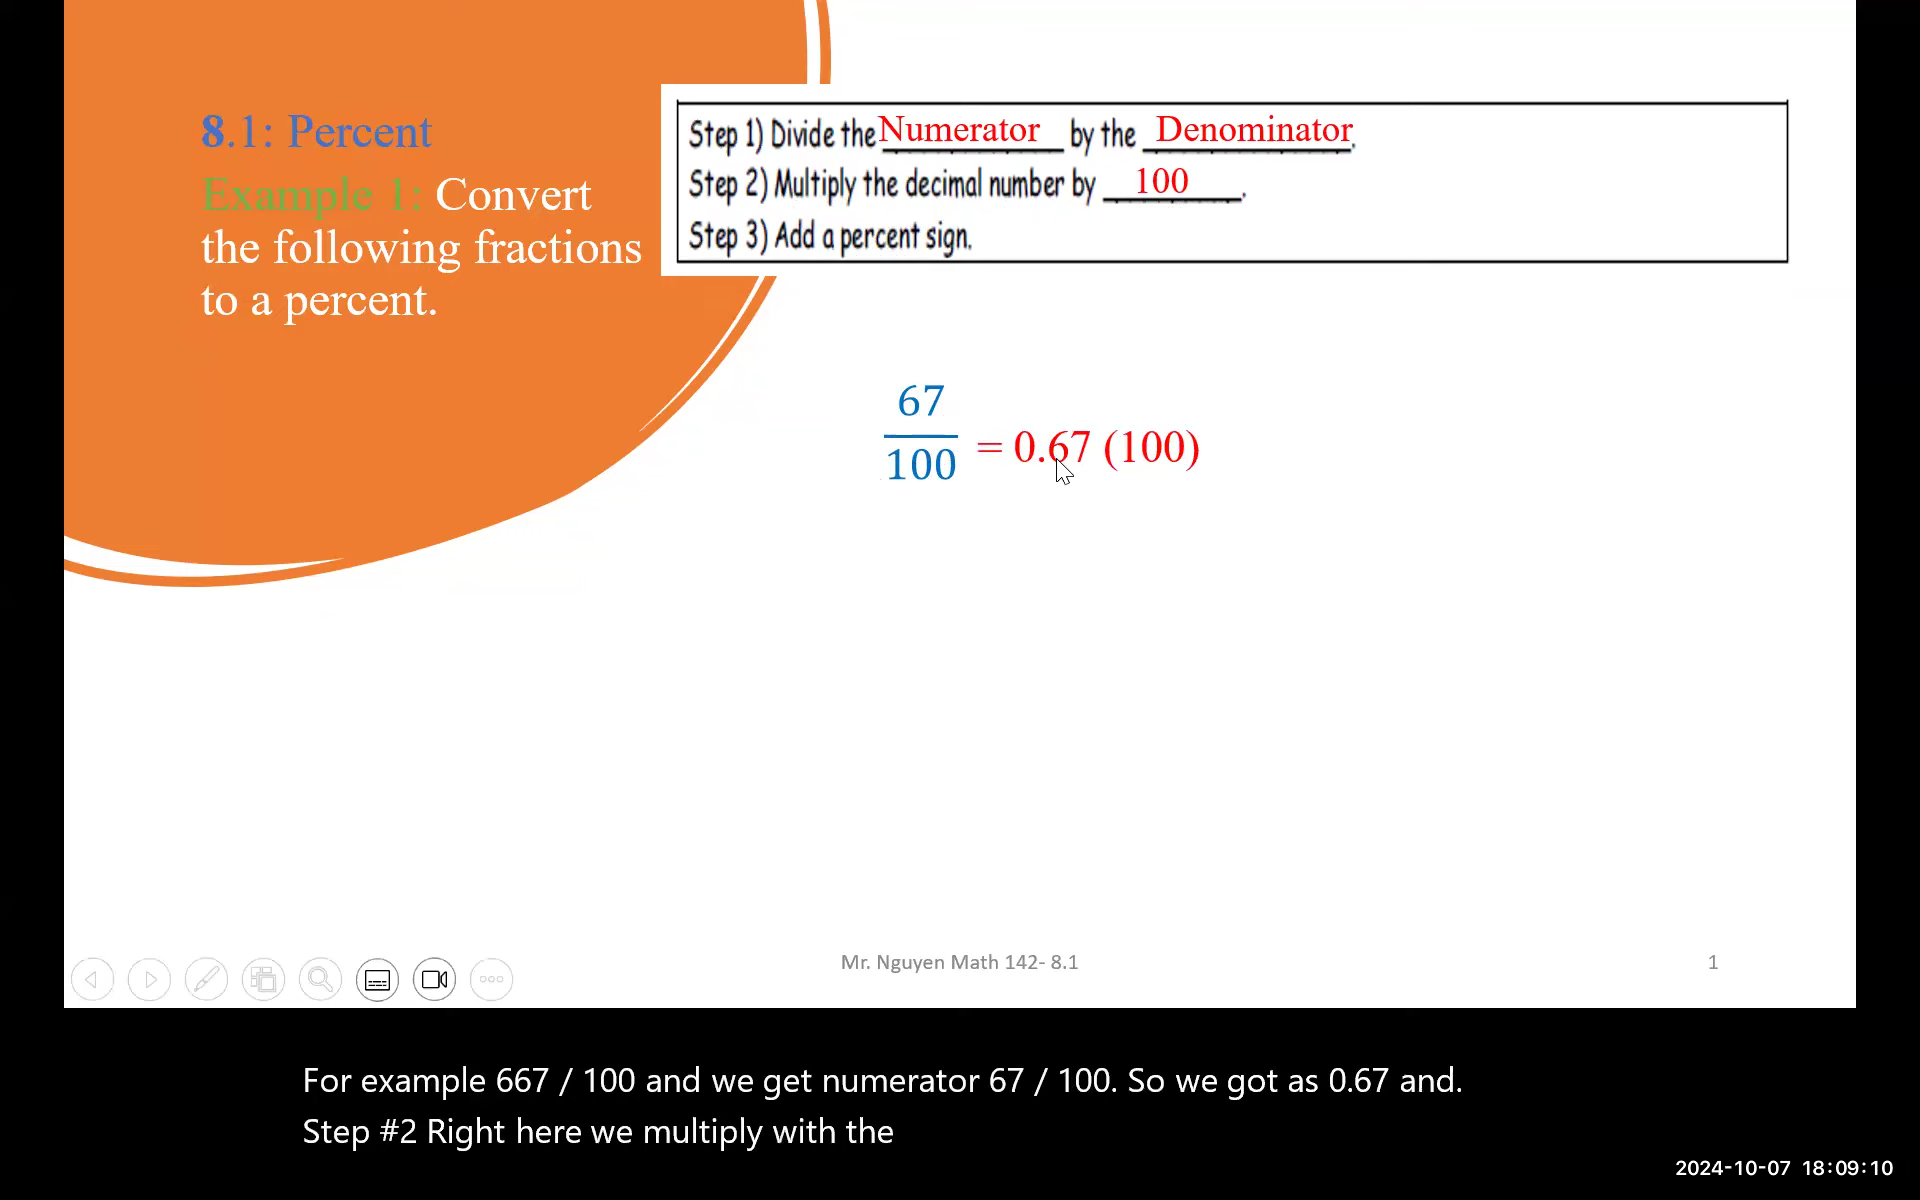 8.1: Percent
Example 1: Convert
the following fractions
to a percent.
Step 1) Divide the Numerator by the Denominator.
Step 2) Multiply the decimal number by 100.
Step 3) Add a percent sign.
67
100
= 0.67 (100)
Mr. Nguyen Math 142- 8.1
1
For example 667 / 100 and we get numerator 67 / 100. So we got as 0.67 and.
Step #2 Right here we multiply with the
2024-10-07 18:09:10